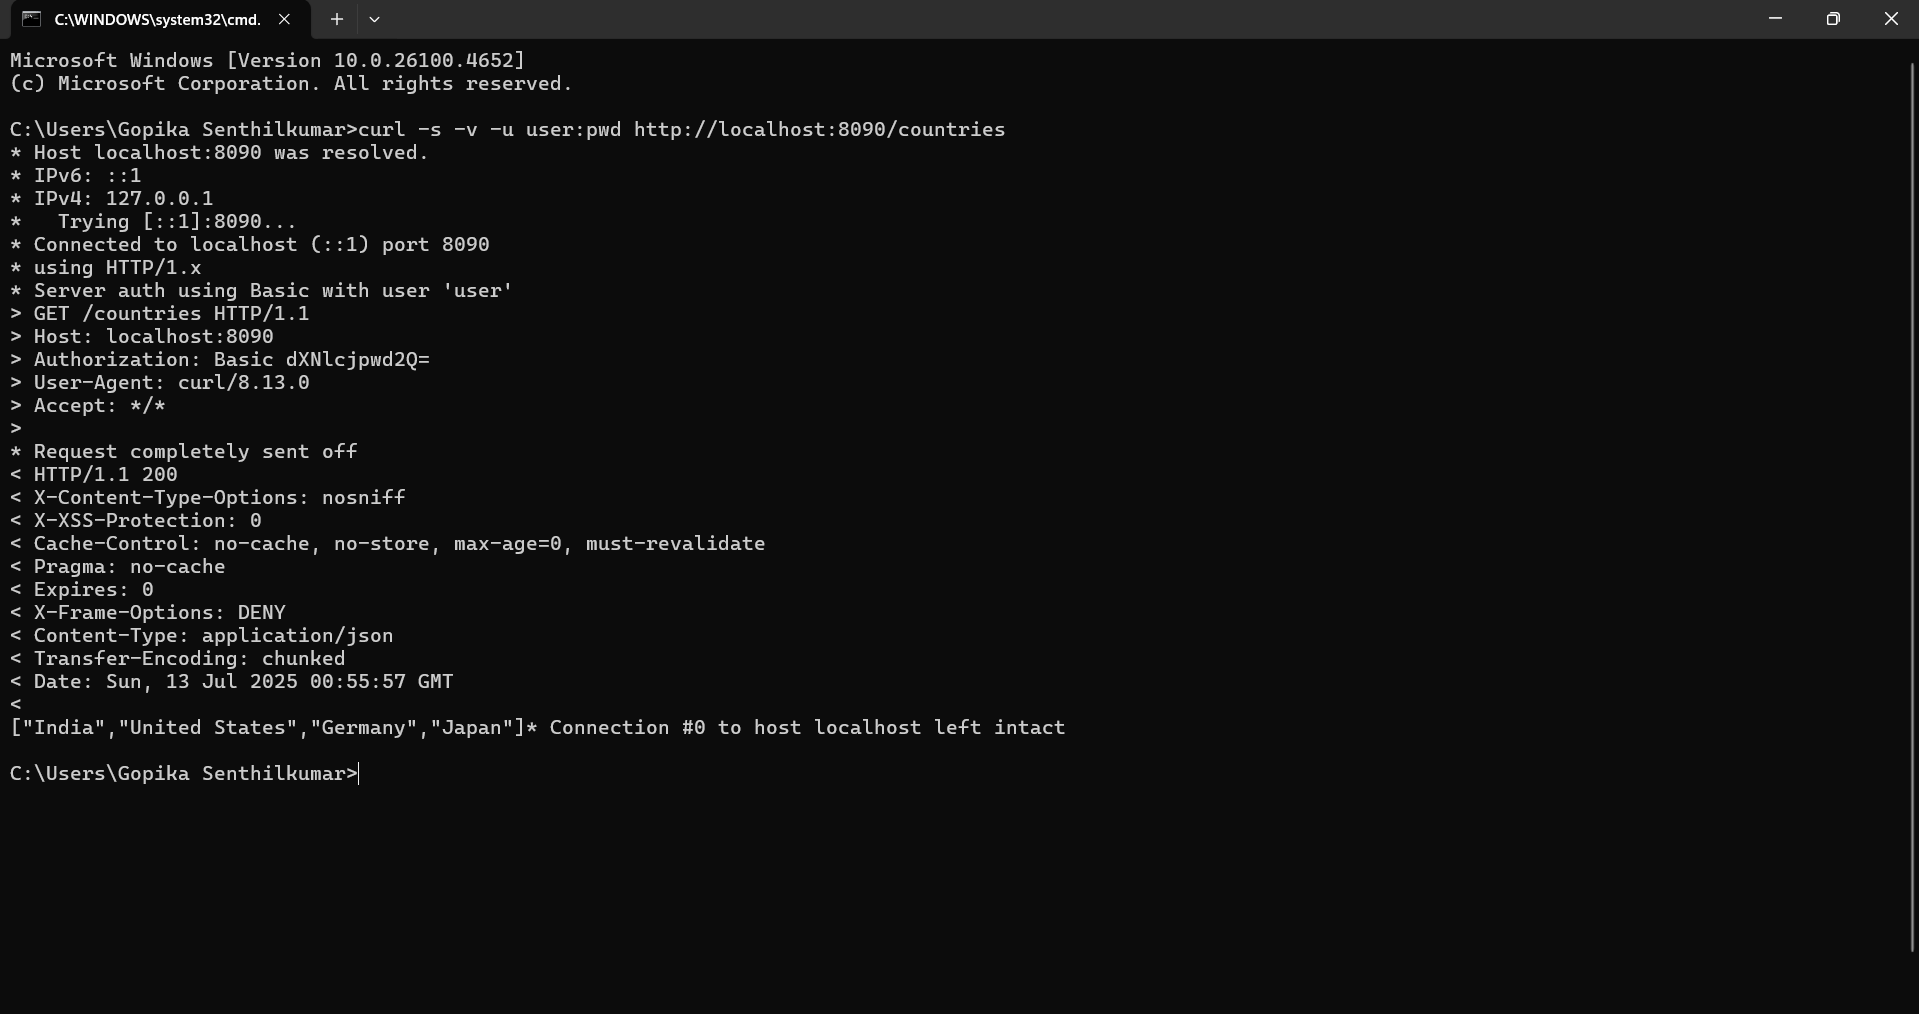 C:\WINDOWS\system32\cmd.
Microsoft Windows [Version 10.0.26100.4652]
(c) Microsoft Corporation. All rights reserved.
C:\Users\Gopika Senthilkumar>curl -s -v -u user:pwd http://localhost:8090/countries
* Host localhost:8090 was resolved.
* IPv6: ::1
* IPv4: 127.0.0.1
*   Trying [::1]:8090...
* Connected to localhost (::1) port 8090
* using HTTP/1.x
* Server auth using Basic with user 'user'
> GET /countries HTTP/1.1
> Host: localhost:8090
> Authorization: Basic dXNlcjpwd2Q=
> User-Agent: curl/8.13.0
> Accept: */*
>
* Request completely sent off
< HTTP/1.1 200
< X-Content-Type-Options: nosniff
< X-XSS-Protection: 0
< Cache-Control: no-cache, no-store, max-age=0, must-revalidate
< Pragma: no-cache
< Expires: 0
< X-Frame-Options: DENY
< Content-Type: application/json
< Transfer-Encoding: chunked
< Date: Sun, 13 Jul 2025 00:55:57 GMT
<
["India","United States","Germany","Japan"]* Connection #0 to host localhost left intact
C:\Users\Gopika Senthilkumar>